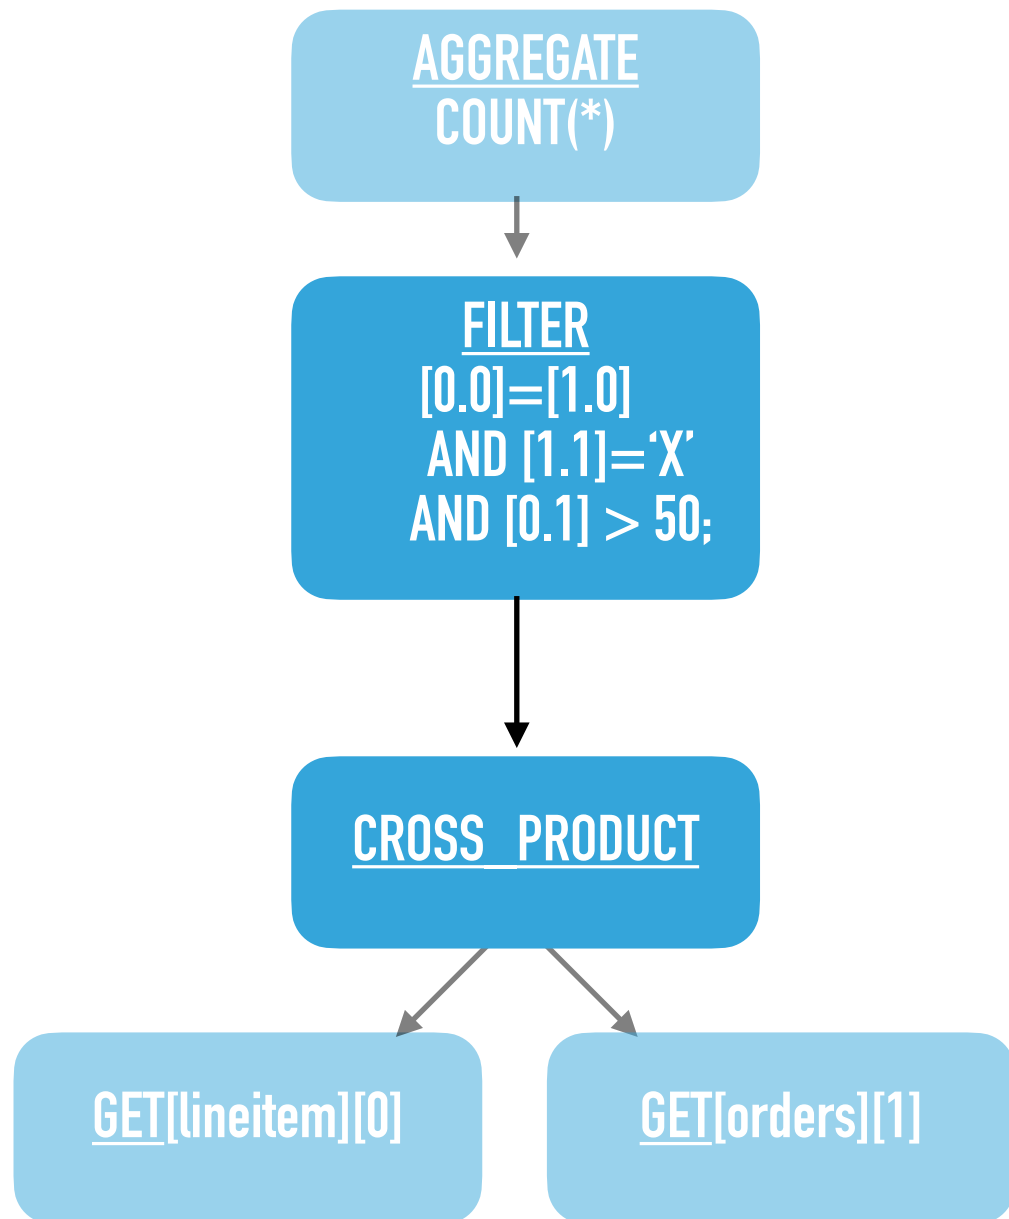 AGGREGATE
COUNT(*)
FILTER
[0.0]=[1.0]
AND [1.1]=‘X’
AND [0.1] > 50;
CROSS_PRODUCT
GET[lineitem][0]
GET[orders][1]